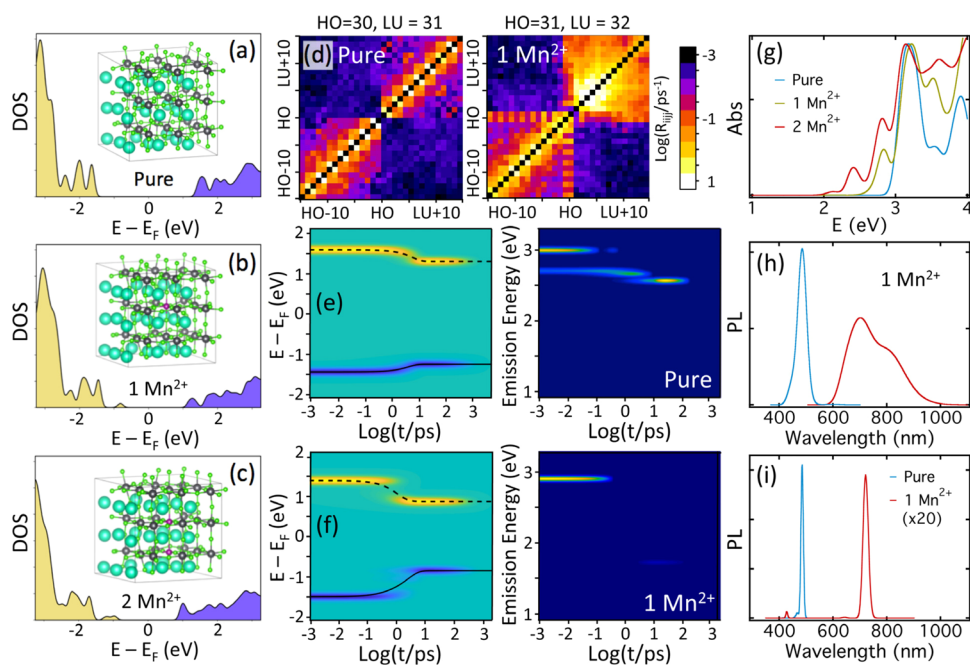 HO=30, LU = 31
HO=31, LU = 32
(a)
DOS
Pure
-2 0 2
E − E_F (eV)
(b)
DOS
1 Mn²⁺
-2 0 2
E − E_F (eV)
(c)
DOS
2 Mn²⁺
-2 0 2
E − E_F (eV)
(d) Pure
LU+10
HO
HO-10
HO-10 HO LU+10
1 Mn²⁺
LU+10
HO
HO-10
HO-10 HO LU+10
-3
-1
1
Log(R_iijj/ps⁻¹)
(e)
E − E_F (eV)
2
1
0
-1
-2
-3 -2 -1 0 1 2 3
Log(t/ps)
Emission Energy (eV)
3
2
1
Pure
-3 -2 -1 0 1 2 3
Log(t/ps)
(f)
E − E_F (eV)
2
1
0
-1
-2
-3 -2 -1 0 1 2 3
Log(t/ps)
Emission Energy (eV)
3
2
1
1 Mn²⁺
-3 -2 -1 0 1 2 3
Log(t/ps)
(g)
Abs
Pure
1 Mn²⁺
2 Mn²⁺
1 2 3 4
E (eV)
(h)
PL
1 Mn²⁺
400 600 800 1000
Wavelength (nm)
(i)
PL
Pure
1 Mn²⁺
(x20)
400 600 800 1000
Wavelength (nm)